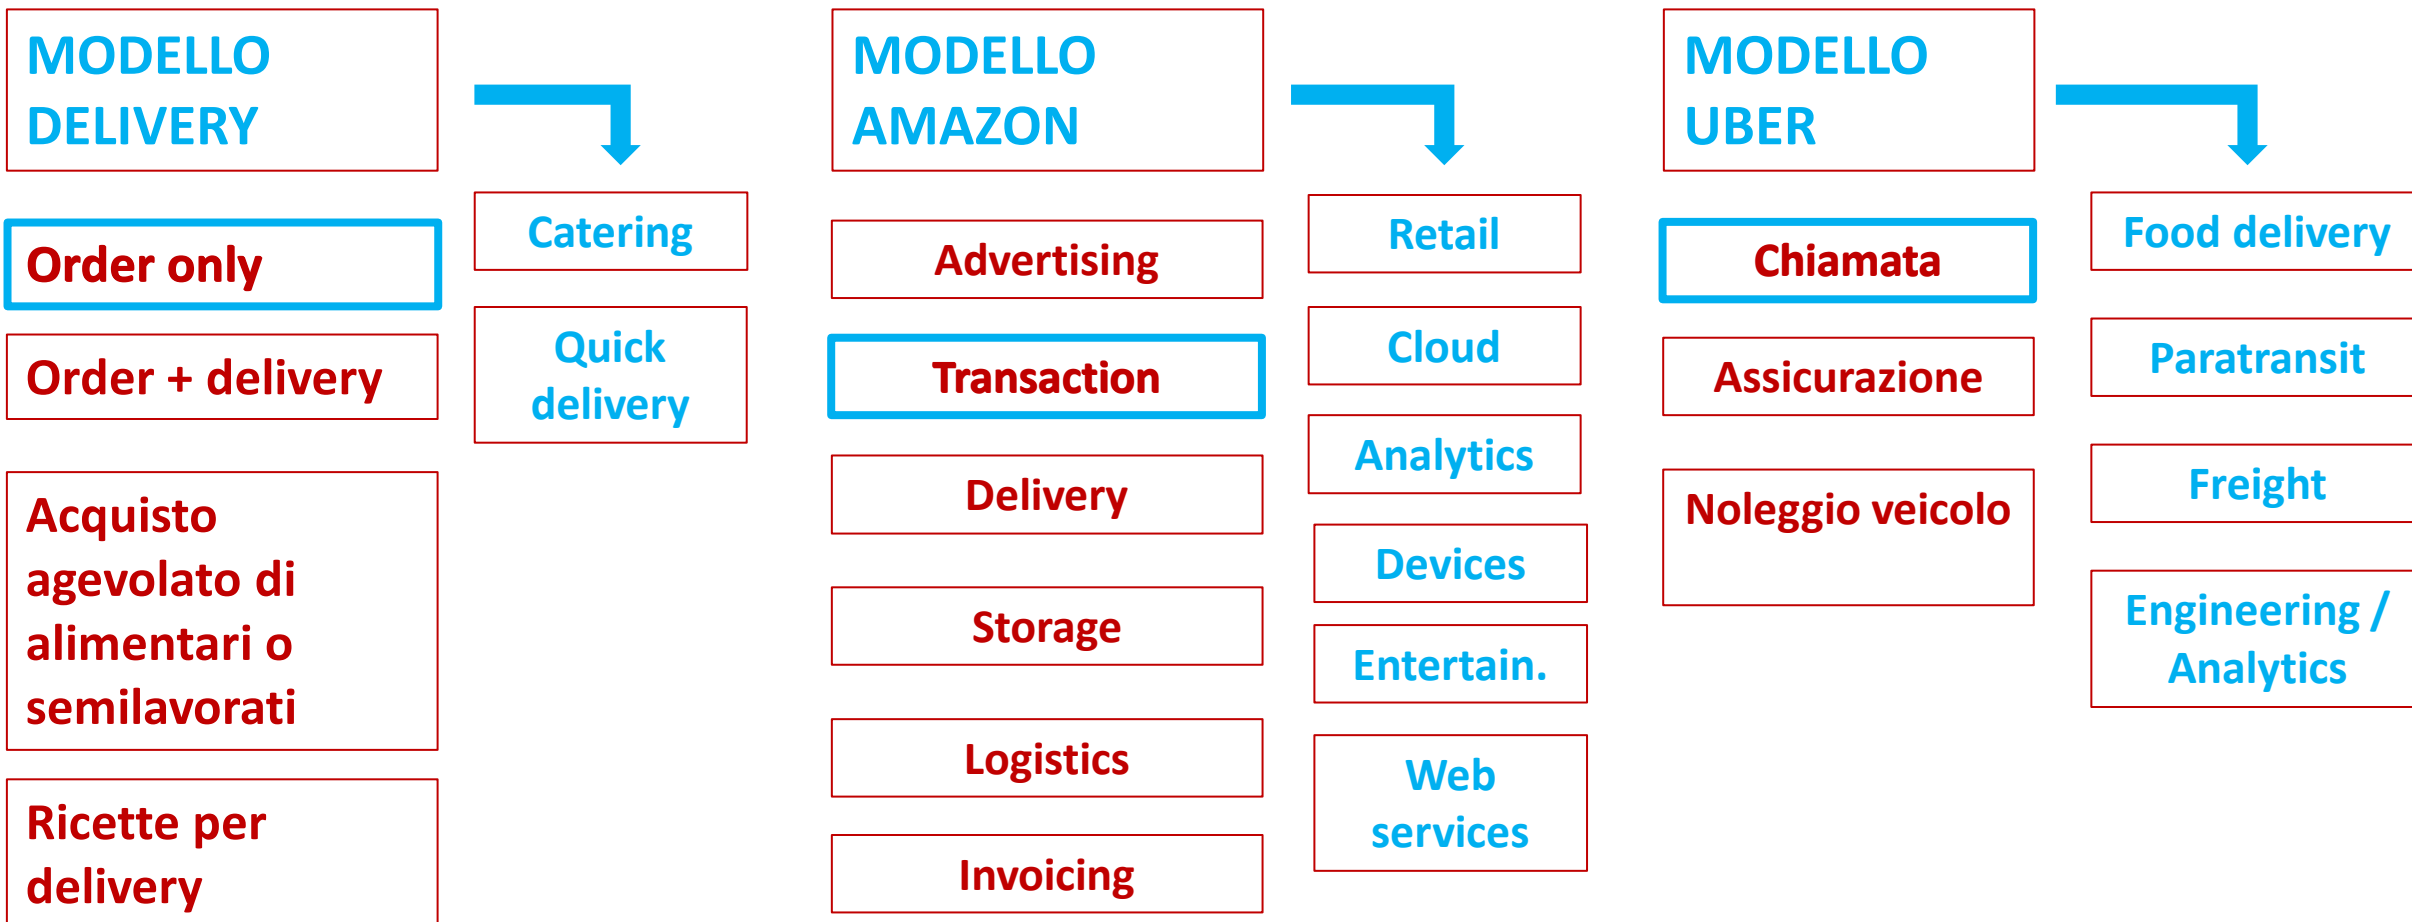 MODELLO
DELIVERY
Order only
Order + delivery
Acquisto
agevolato di
alimentari o
semilavorati
Ricette per
delivery
Catering
Quick
delivery
MODELLO
AMAZON
Advertising
Transaction
Delivery
Storage
Logistics
Invoicing
Retail
Cloud
Analytics
Devices
Entertain.
Web
services
MODELLO
UBER
Chiamata
Assicurazione
Noleggio veicolo
Food delivery
Paratransit
Freight
Engineering /
Analytics